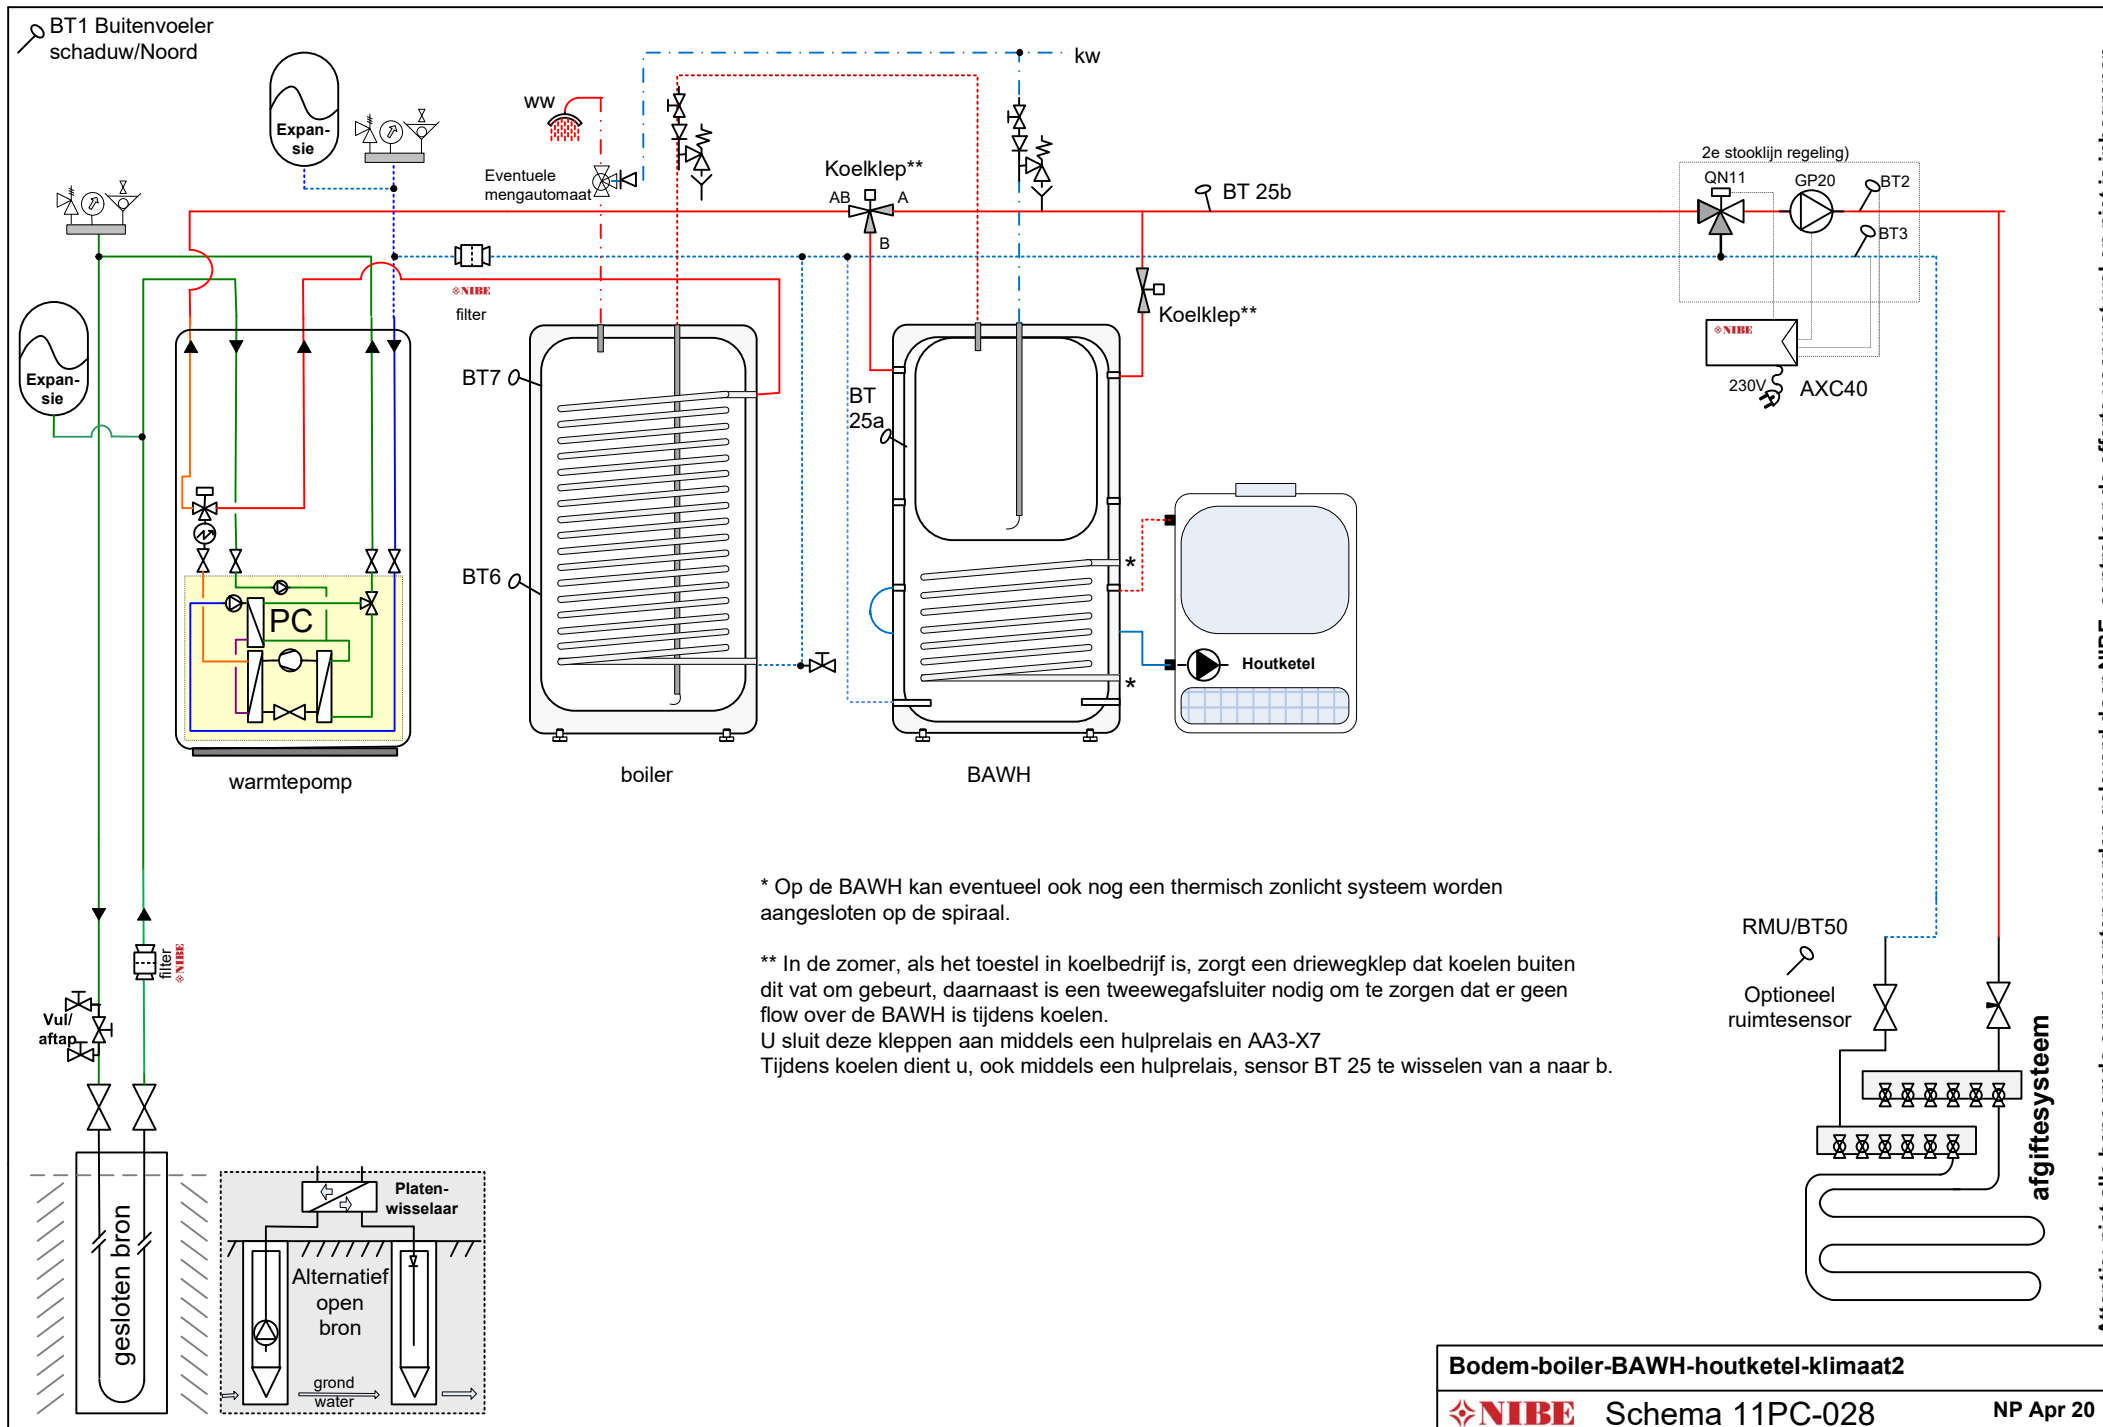 BT1 Buitenvoeler
schaduw/Noord
Expan-
sie
ww
kw
Eventuele
mengautomaat
Koelklep**
AB
A
B
BT 25b
2e stooklijn regeling)
QN11
GP20
BT2
BT3
NIBE
filter
Koelklep**
NIBE
230V
AXC40
Expan-
sie
BT7
BT
25a
BT6
PC
Houtketel
warmtepomp
boiler
BAWH
*
*
* Op de BAWH kan eventueel ook nog een thermisch zonlicht systeem worden
aangesloten op de spiraal.
** In de zomer, als het toestel in koelbedrijf is, zorgt een driewegklep dat koelen buiten
dit vat om gebeurt, daarnaast is een tweewegafsluiter nodig om te zorgen dat er geen
flow over de BAWH is tijdens koelen.
U sluit deze kleppen aan middels een hulprelais en AA3-X7
Tijdens koelen dient u, ook middels een hulprelais, sensor BT 25 te wisselen van a naar b.
filter
NIBE
Vul/
aftap
RMU/BT50
Optioneel
ruimtesensor
afgiftesysteem
gesloten bron
Platen-
wisselaar
Alternatief
open
bron
grond
water
Bodem-boiler-BAWH-houtketel-klimaat2
NIBE Schema 11PC-028 NP Apr 20